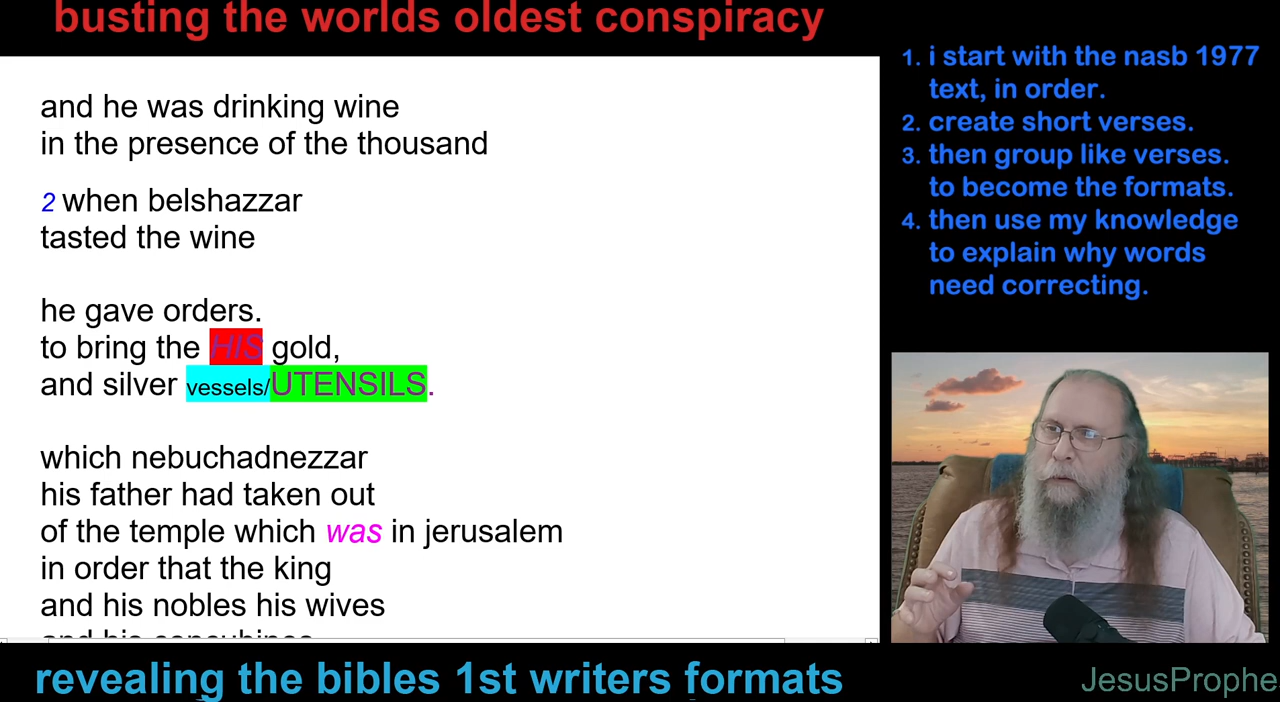 busting the worlds oldest conspiracy
and he was drinking wine
in the presence of the thousand
2 when belshazzar
tasted the wine
he gave orders.
to bring the HIS gold,
and silver vessels/UTENSILS.
which nebuchadnezzar
his father had taken out
of the temple which was in jerusalem
in order that the king
and his nobles his wives
and his concubines
revealing the bibles 1st writers formats
1. i start with the nasb 1977
text, in order.
2. create short verses.
3. then group like verses.
to become the formats.
4. then use my knowledge
to explain why words
need correcting.
JesusProphe